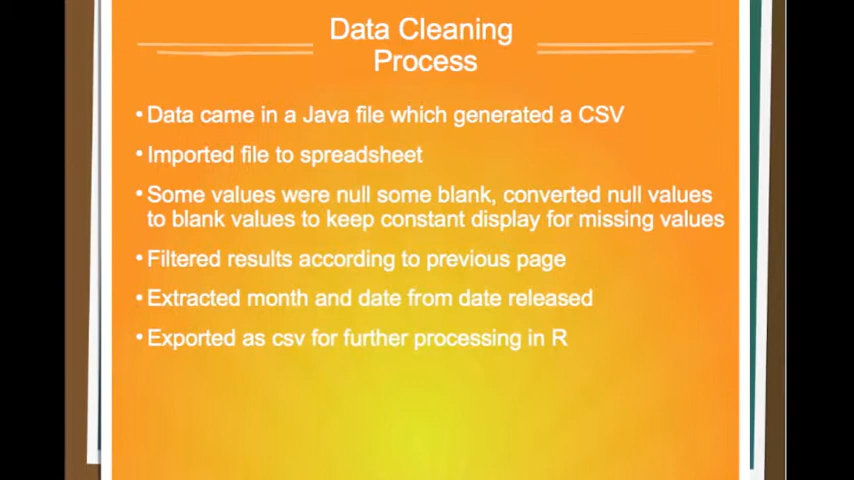 Data Cleaning
Process
• Data came in a Java file which generated a CSV
• Imported file to spreadsheet
• Some values were null some blank, converted null values
to blank values to keep constant display for missing values
• Filtered results according to previous page
• Extracted month and date from date released
• Exported as csv for further processing in R